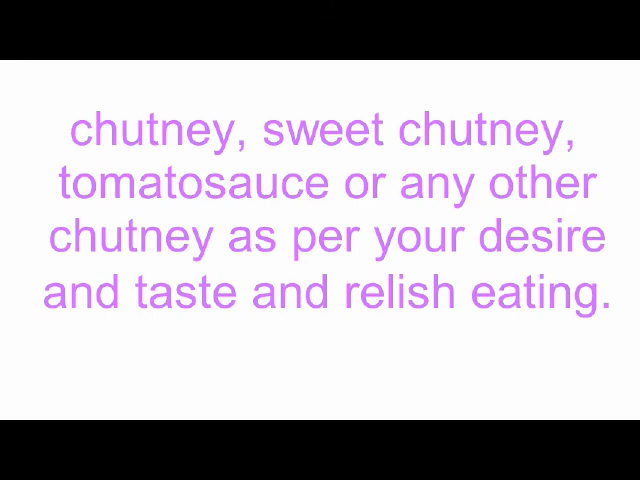 chutney, sweet chutney,
tomatosauce or any other
chutney as per your desire
and taste and relish eating.